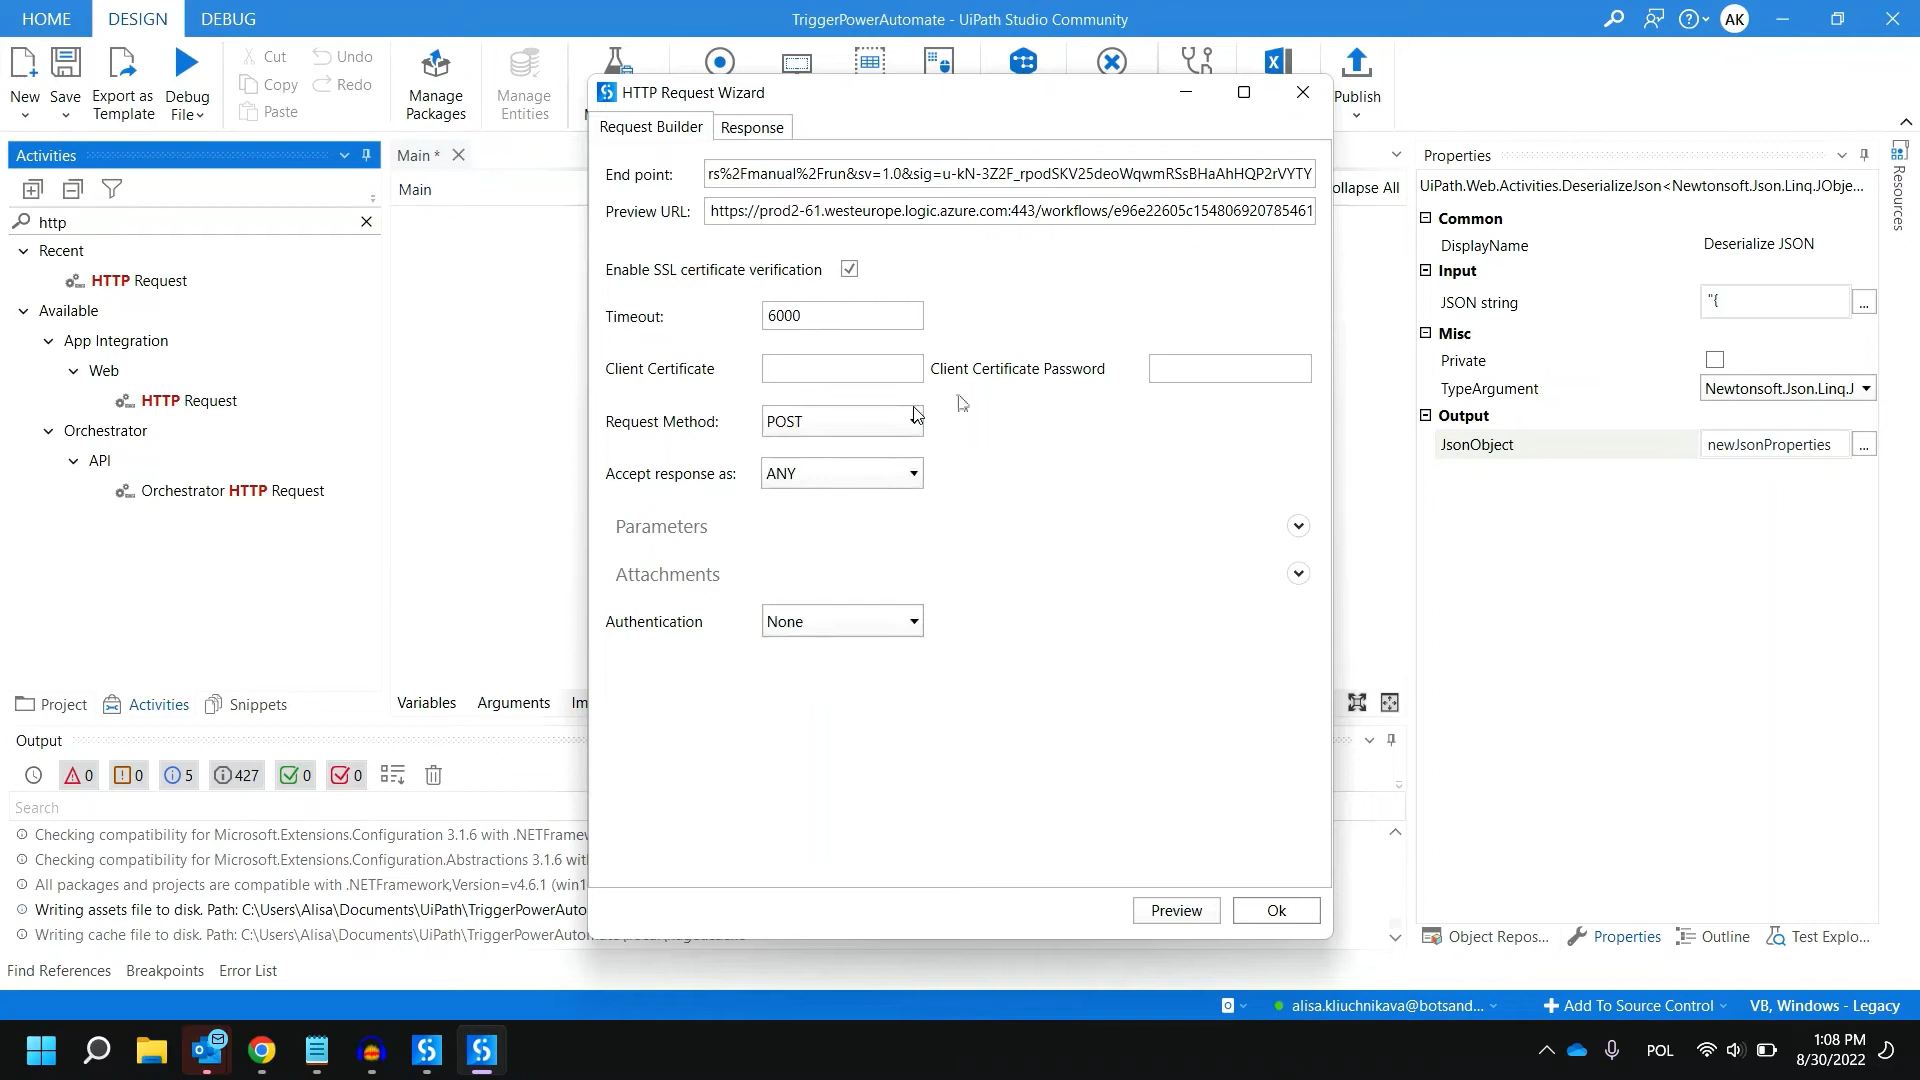 HOME DESIGN DEBUG
TriggerPowerAutomate - UiPath Studio Community
AK
New
Save
Export as
Template
Debug
File
Cut
Copy
Paste
Undo
Redo
Manage
Packages
Manage
Entities
Publish
Activities
http
Recent
HTTP Request
Available
App Integration
Web
HTTP Request
Orchestrator
API
Orchestrator HTTP Request
Project Activities Snippets
Main *
Main
ollapse All
Variables Arguments Im
HTTP Request Wizard
Request Builder Response
End point: rs%2Fmanual%2Frun&sv=1.0&sig=u-kN-3Z2F_rpodSKV25deoWqwmRSsBHaAhHQP2rVYTY
Preview URL: https://prod2-61.westeurope.logic.azure.com:443/workflows/e96e22605c154806920785461
Enable SSL certificate verification
Timeout: 6000
Client Certificate Client Certificate Password
Request Method: POST
Accept response as: ANY
Parameters
Attachments
Authentication None
Preview Ok
Properties
UiPath.Web.Activities.DeserializeJson<Newtonsoft.Json.Linq.JObje...
Common
DisplayName Deserialize JSON
Input
JSON string "{ ...
Misc
Private
TypeArgument Newtonsoft.Json.Linq.J
Output
JsonObject newJsonProperties ...
Resources
Object Repos... Properties Outline Test Explo...
Output
0 0 5 427 0 0
Search
Checking compatibility for Microsoft.Extensions.Configuration 3.1.6 with .NETFramew
Checking compatibility for Microsoft.Extensions.Configuration.Abstractions 3.1.6 wit
All packages and projects are compatible with .NETFramework,Version=v4.6.1 (win1
Writing assets file to disk. Path: C:\Users\Alisa\Documents\UiPath\TriggerPowerAuto
Writing cache file to disk. Path: C:\Users\Alisa\Documents\UiPath\TriggerPowerAuto
Find References Breakpoints Error List
alisa.kliuchnikava@botsand... Add To Source Control VB, Windows - Legacy
POL
1:08 PM
8/30/2022